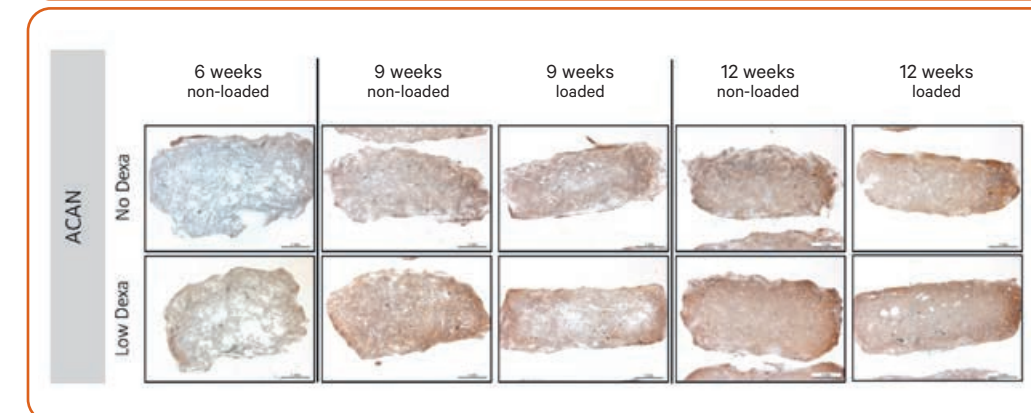 6 weeks
non-loaded
9 weeks
non-loaded
9 weeks
loaded
12 weeks
non-loaded
12 weeks
loaded
ACAN
No Dexa
Low Dexa